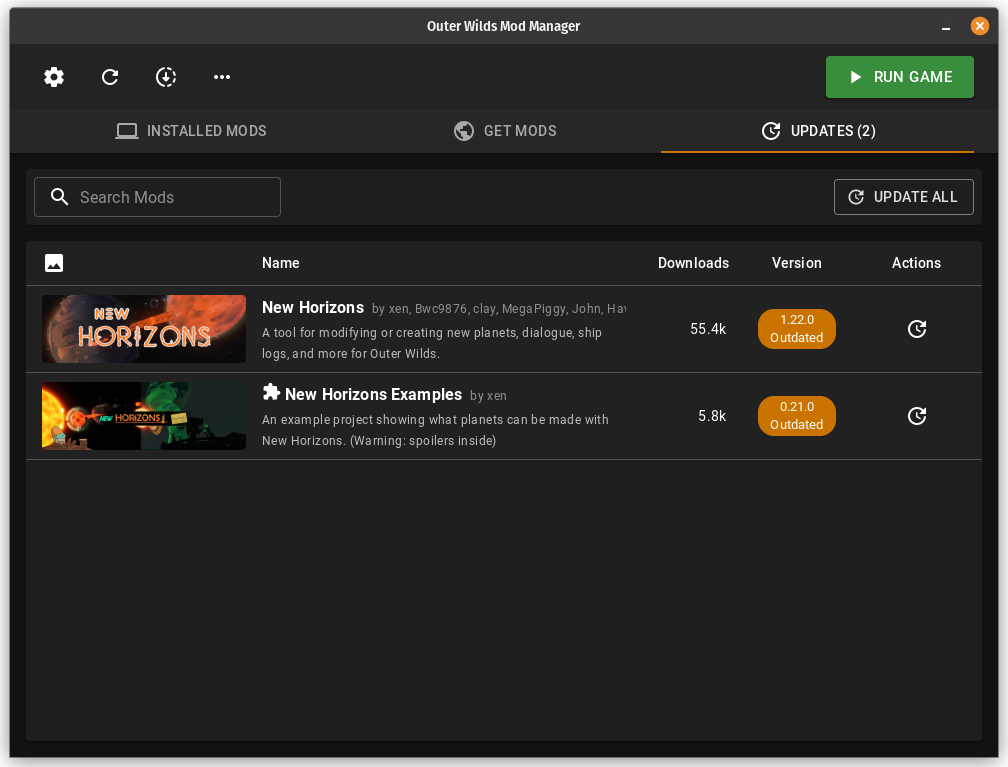 Outer Wilds Mod Manager
RUN GAME
INSTALLED MODS
GET MODS
UPDATES (2)
Search Mods
UPDATE ALL
Name
Downloads
Version
Actions
NEW
HORIZONS
New Horizons by xen, Bwc9876, clay, MegaPiggy, John, Hav
A tool for modifying or creating new planets, dialogue, ship
logs, and more for Outer Wilds.
55.4k
1.22.0
Outdated
NEW HORIZONS
New Horizons Examples by xen
An example project showing what planets can be made with
New Horizons. (Warning: spoilers inside)
5.8k
0.21.0
Outdated